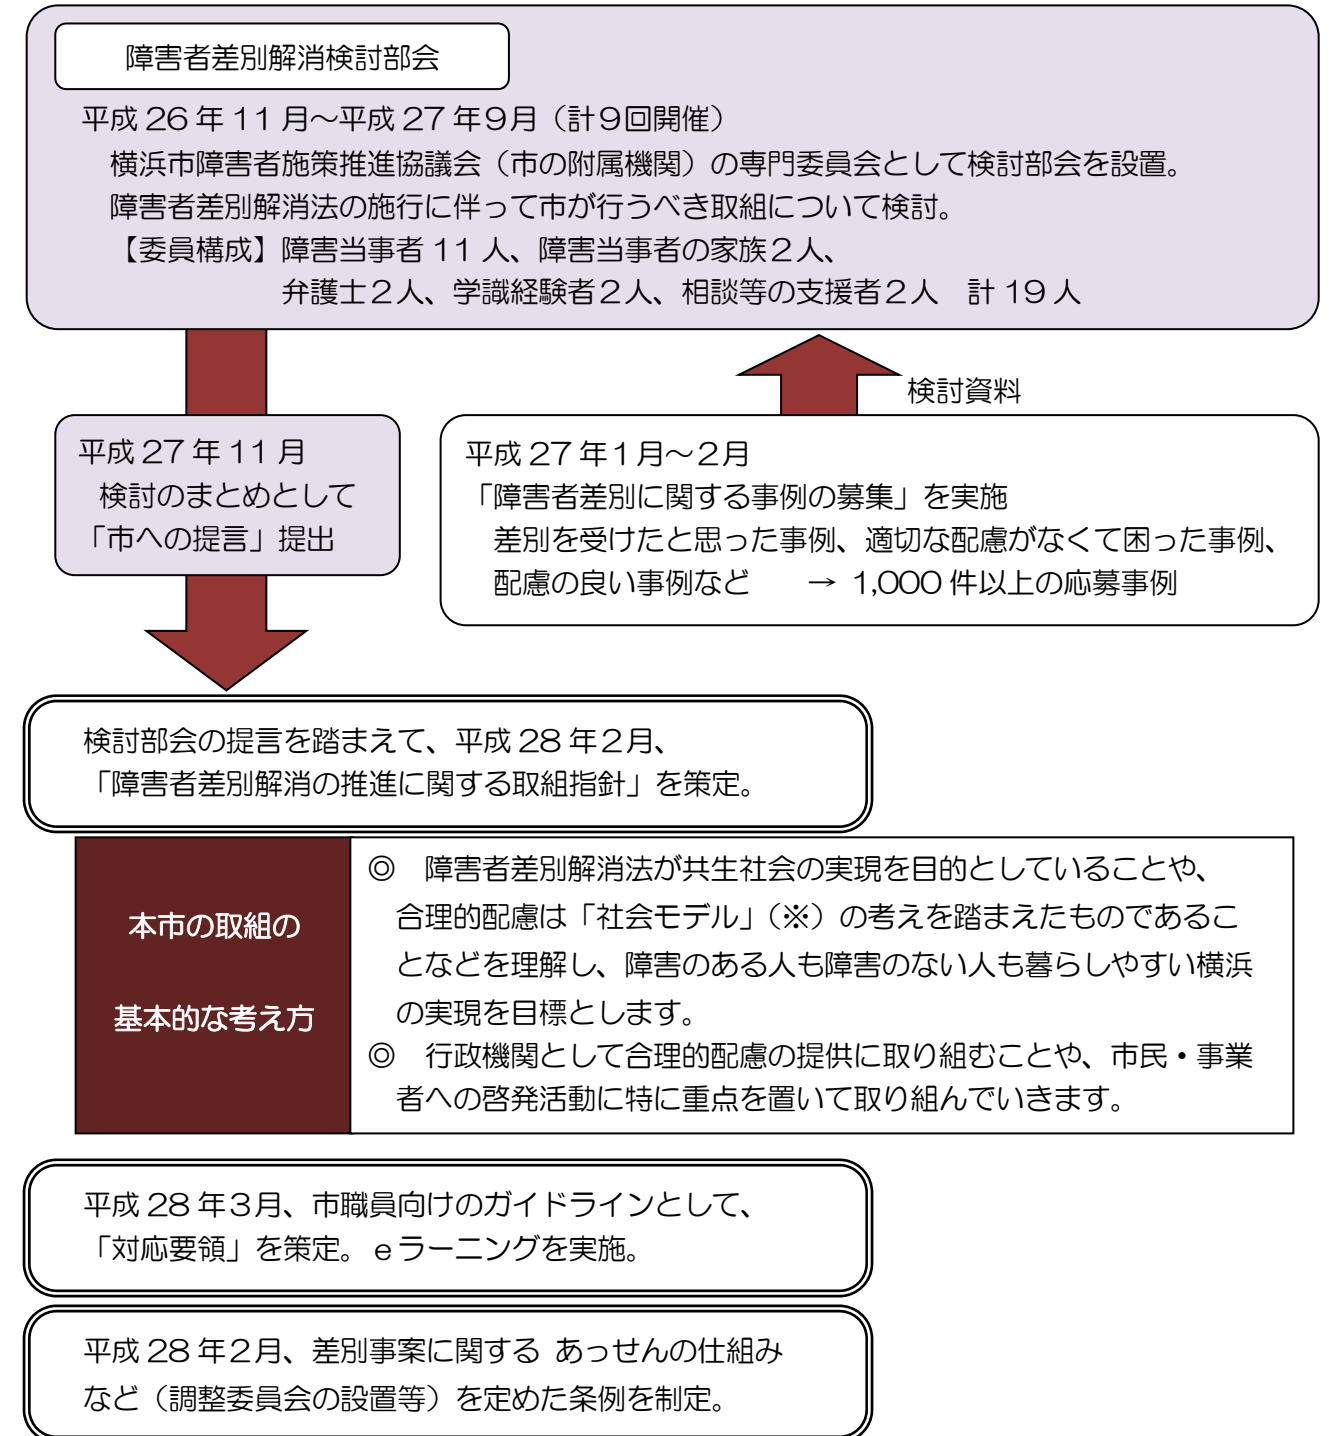 障害者差別解消検討部会
平成 26 年 11 月～平成 27 年９月（計９回開催）
横浜市障害者施策推進協議会（市の附属機関）の専門委員会として検討部会を設置。
障害者差別解消法の施行に伴って市が行うべき取組について検討。
【委員構成】障害当事者 11 人、障害当事者の家族２人、
弁護士２人、学識経験者２人、相談等の支援者２人　計 19 人
検討資料
平成 27 年 11 月
検討のまとめとして
「市への提言」提出
平成 27 年１月～２月
「障害者差別に関する事例の募集」を実施
差別を受けたと思った事例、適切な配慮がなくて困った事例、
配慮の良い事例など　　→ 1,000 件以上の応募事例
検討部会の提言を踏まえて、平成 28 年２月、
「障害者差別解消の推進に関する取組指針」を策定。
本市の取組の
基本的な考え方
◎　障害者差別解消法が共生社会の実現を目的としていることや、
合理的配慮は「社会モデル」（※）の考えを踏まえたものであるこ
となどを理解し、障害のある人も障害のない人も暮らしやすい横浜
の実現を目標とします。
◎　行政機関として合理的配慮の提供に取り組むことや、市民・事業
者への啓発活動に特に重点を置いて取り組んでいきます。
平成 28 年３月、市職員向けのガイドラインとして、
「対応要領」を策定。ｅラーニングを実施。
平成 28 年２月、差別事案に関する あっせんの仕組み
など（調整委員会の設置等）を定めた条例を制定。